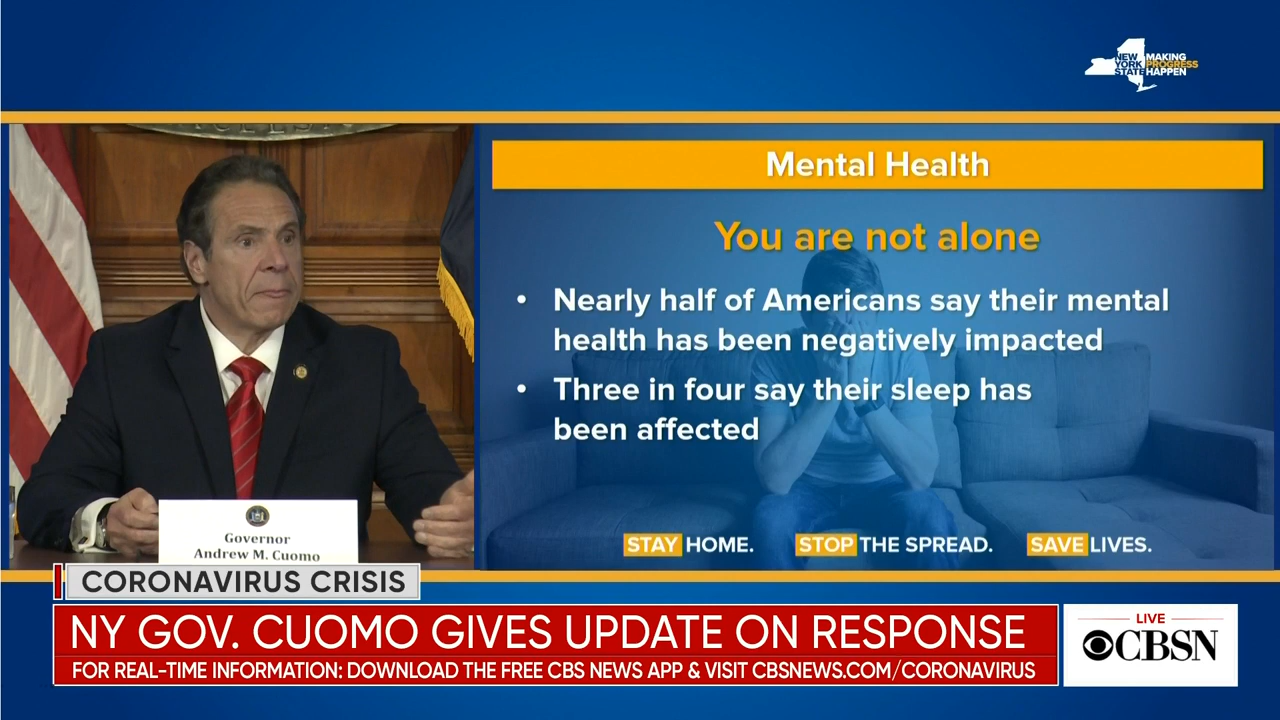 NEW
YORK
STATE
MAKING
PROGRESS
HAPPEN
Mental Health
You are not alone
• Nearly half of Americans say their mental
health has been negatively impacted
• Three in four say their sleep has
been affected
STAY HOME. STOP THE SPREAD. SAVE LIVES.
Governor
Andrew M. Cuomo
CORONAVIRUS CRISIS
NY GOV. CUOMO GIVES UPDATE ON RESPONSE
FOR REAL-TIME INFORMATION: DOWNLOAD THE FREE CBS NEWS APP & VISIT CBSNEWS.COM/CORONAVIRUS
LIVE
CBSN